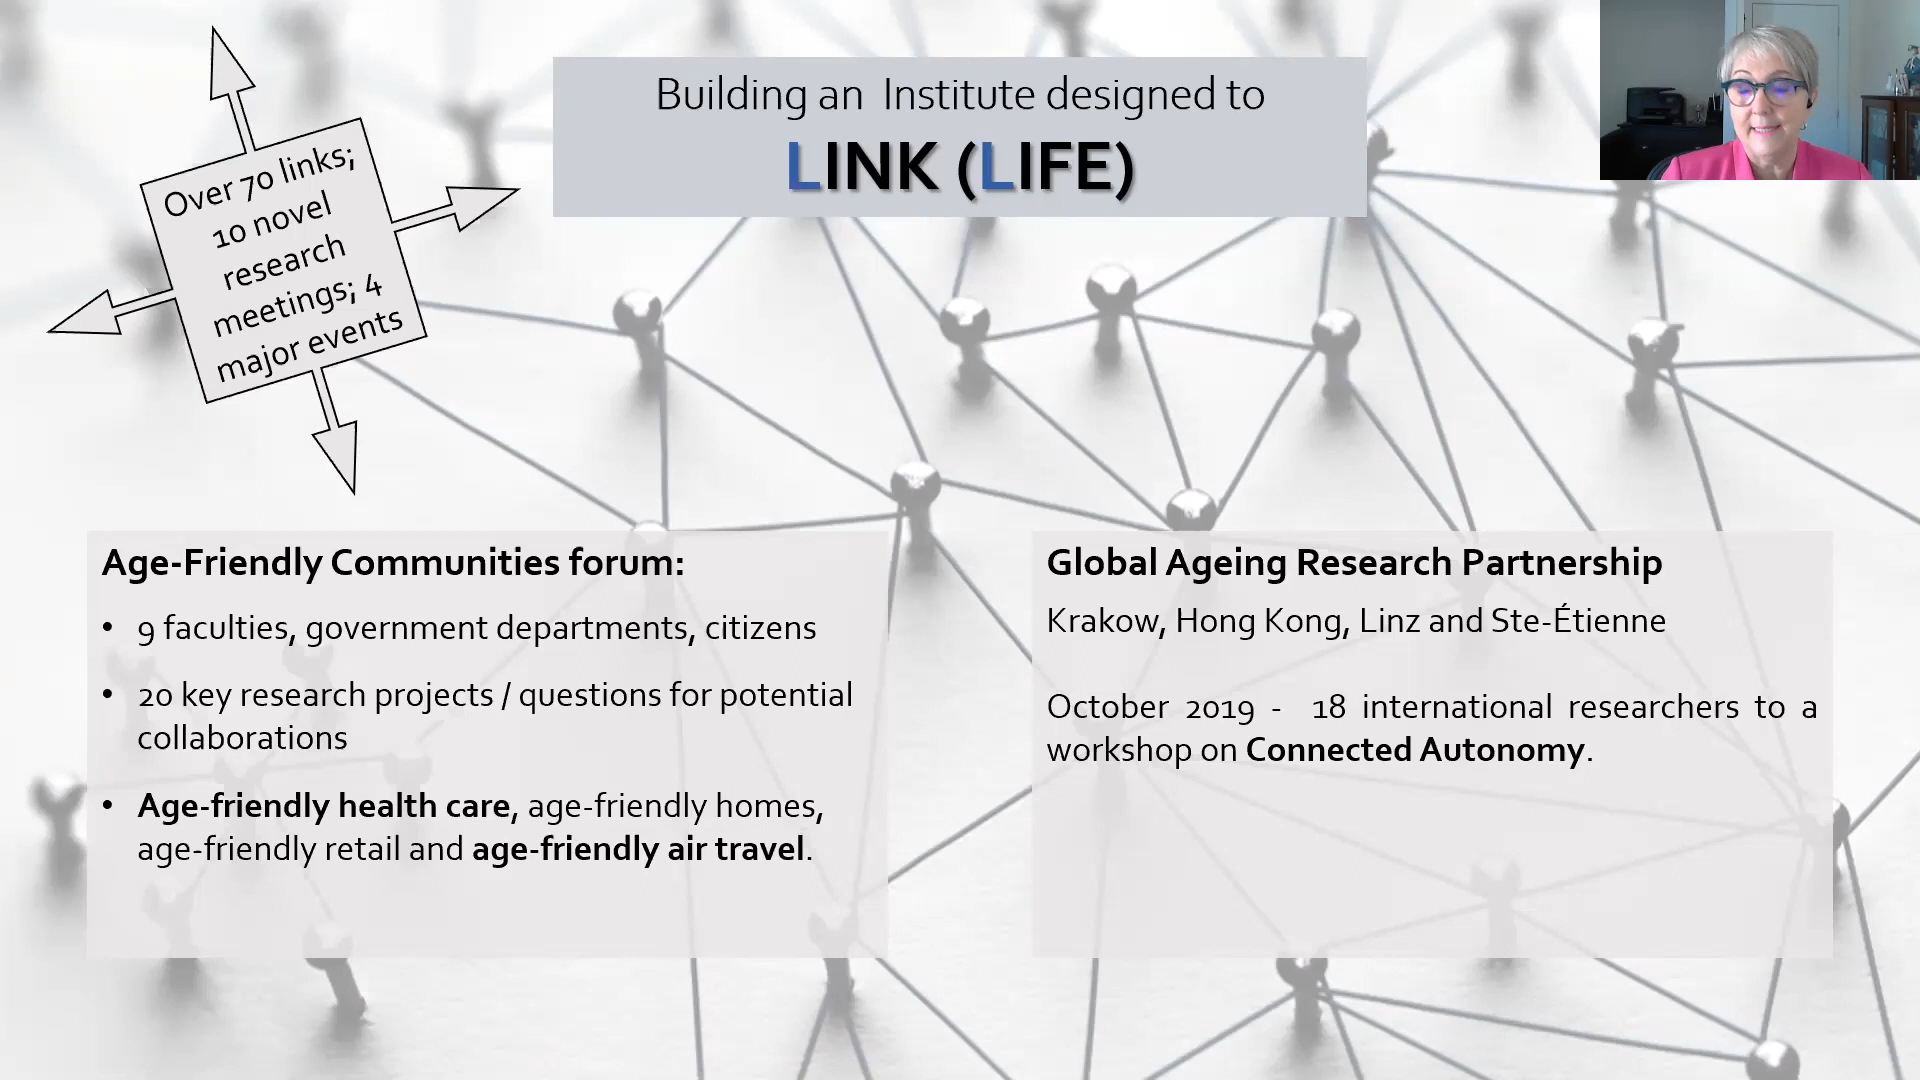 Over 70 links;
10 novel
research
meetings; 4
major events
Building an Institute designed to
LINK (LIFE)
Age-Friendly Communities forum:
• 9 faculties, government departments, citizens
• 20 key research projects / questions for potential
collaborations
• Age-friendly health care, age-friendly homes,
age-friendly retail and age-friendly air travel.
Global Ageing Research Partnership
Krakow, Hong Kong, Linz and Ste-Étienne
October 2019 - 18 international researchers to a
workshop on Connected Autonomy.